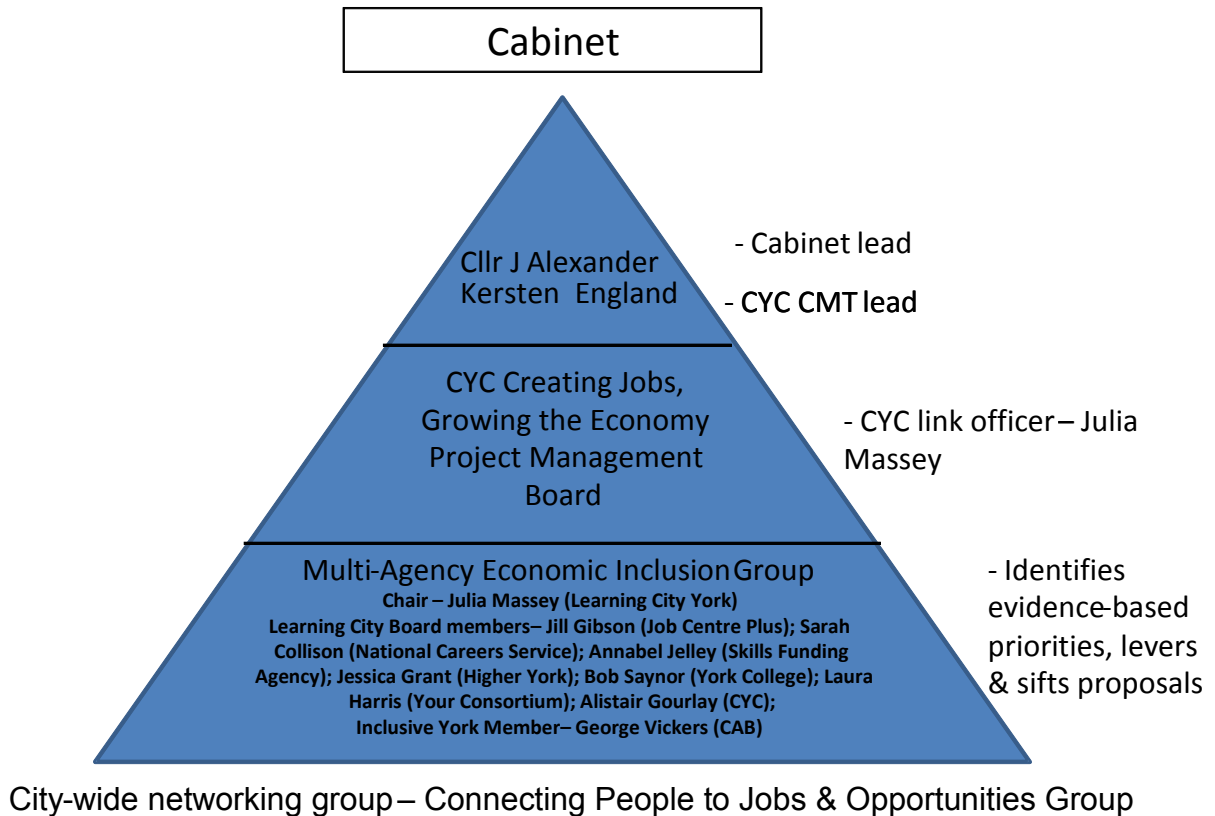 Cabinet
Cllr J Alexander
Kersten England
- Cabinet lead
- CYC CMT lead
CYC Creating Jobs,
Growing the Economy
Project Management
Board
- CYC link officer – Julia
Massey
Multi-Agency Economic Inclusion Group
Chair – Julia Massey (Learning City York)
Learning City Board members– Jill Gibson (Job Centre Plus); Sarah
Collison (National Careers Service); Annabel Jelley (Skills Funding
Agency); Jessica Grant (Higher York); Bob Saynor (York College); Laura
Harris (Your Consortium); Alistair Gourlay (CYC);
Inclusive York Member– George Vickers (CAB)
- Identifies
evidence-based
priorities, levers
& sifts proposals
City-wide networking group – Connecting People to Jobs & Opportunities Group